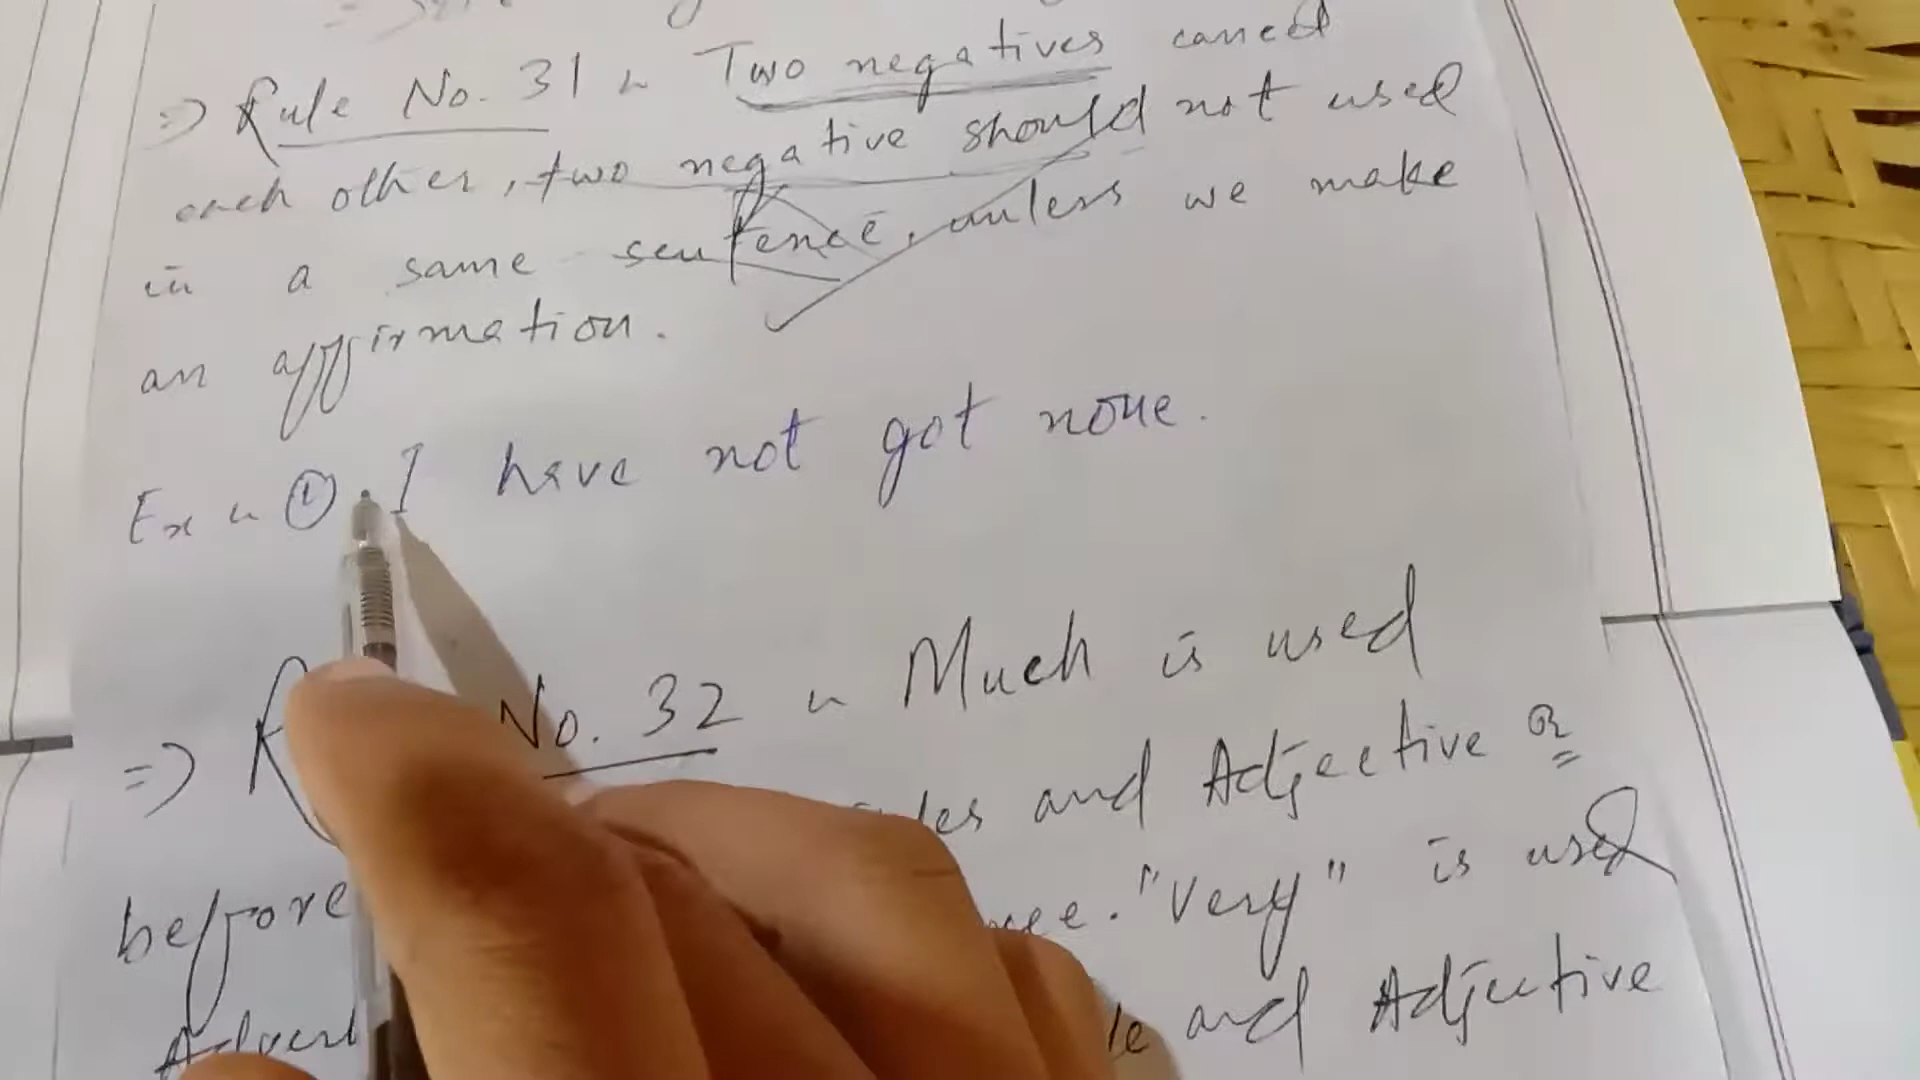 => Rule No. 31 ~ Two negatives cancel
each other, two negative should not used
in a same sentence, unless we make
an affirmation.
Ex ~ ① I have not got none.
=> No. 32 ~ Much is used
before and Adjective or
"Very" is used
and Adjective